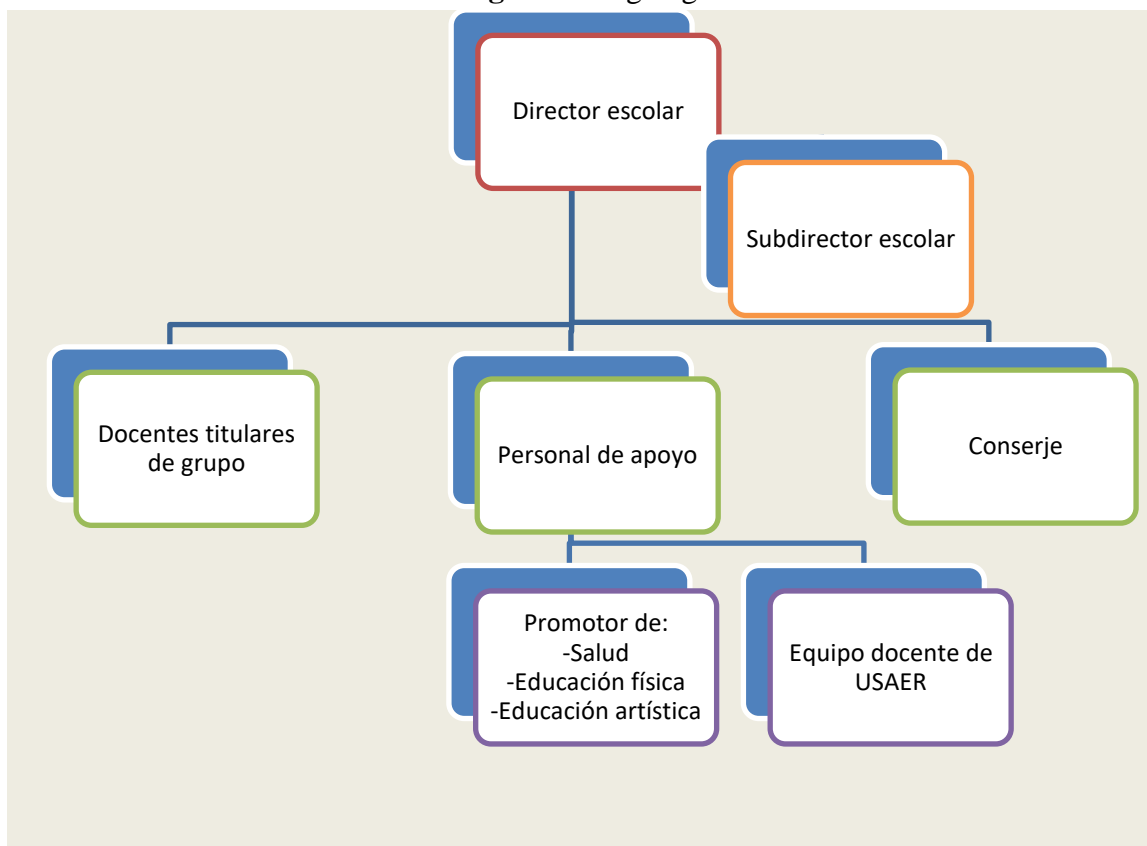 Director escolar
Subdirector escolar
Docentes titulares
de grupo
Personal de apoyo
Conserje
Promotor de:
-Salud
-Educación física
-Educación artística
Equipo docente de
USAER